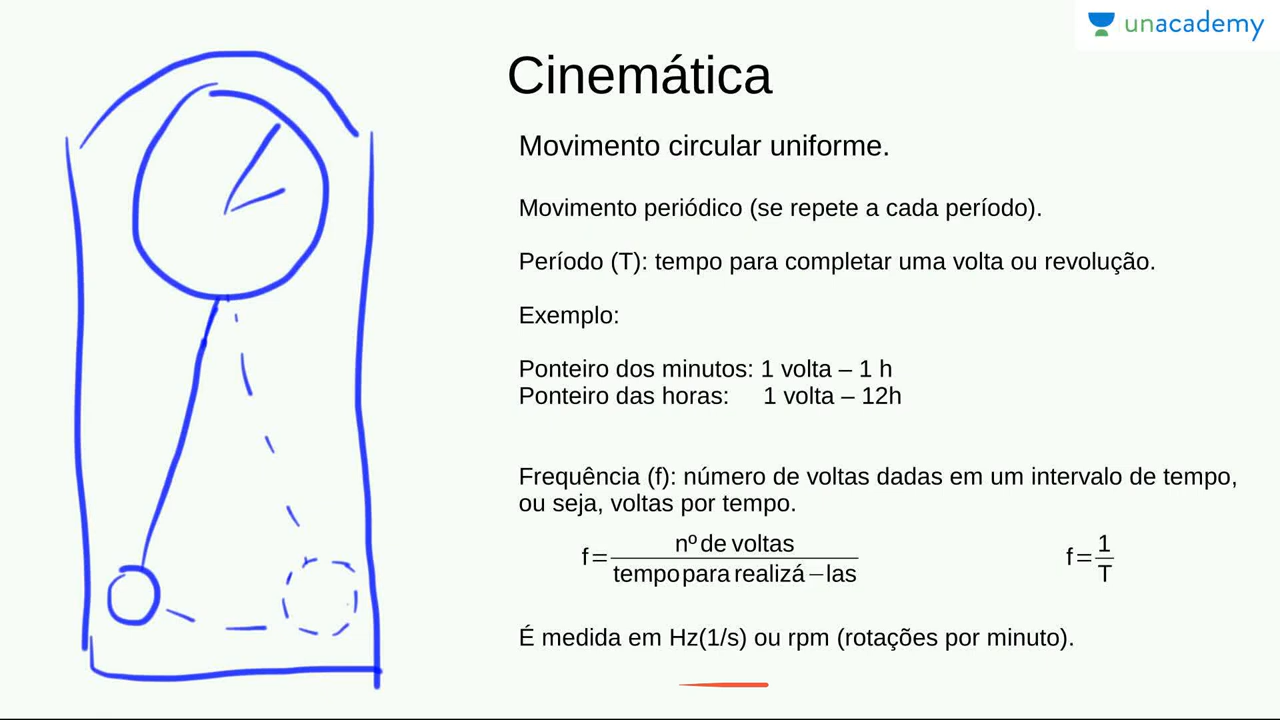 unacademy
Cinemática
Movimento circular uniforme.
Movimento periódico (se repete a cada período).
Período (T): tempo para completar uma volta ou revolução.
Exemplo:
Ponteiro dos minutos: 1 volta – 1 h
Ponteiro das horas: 1 volta – 12h
Frequência (f): número de voltas dadas em um intervalo de tempo,
ou seja, voltas por tempo.
f = nº de voltas / tempo para realizá – las
f = 1 / T
É medida em Hz(1/s) ou rpm (rotações por minuto).